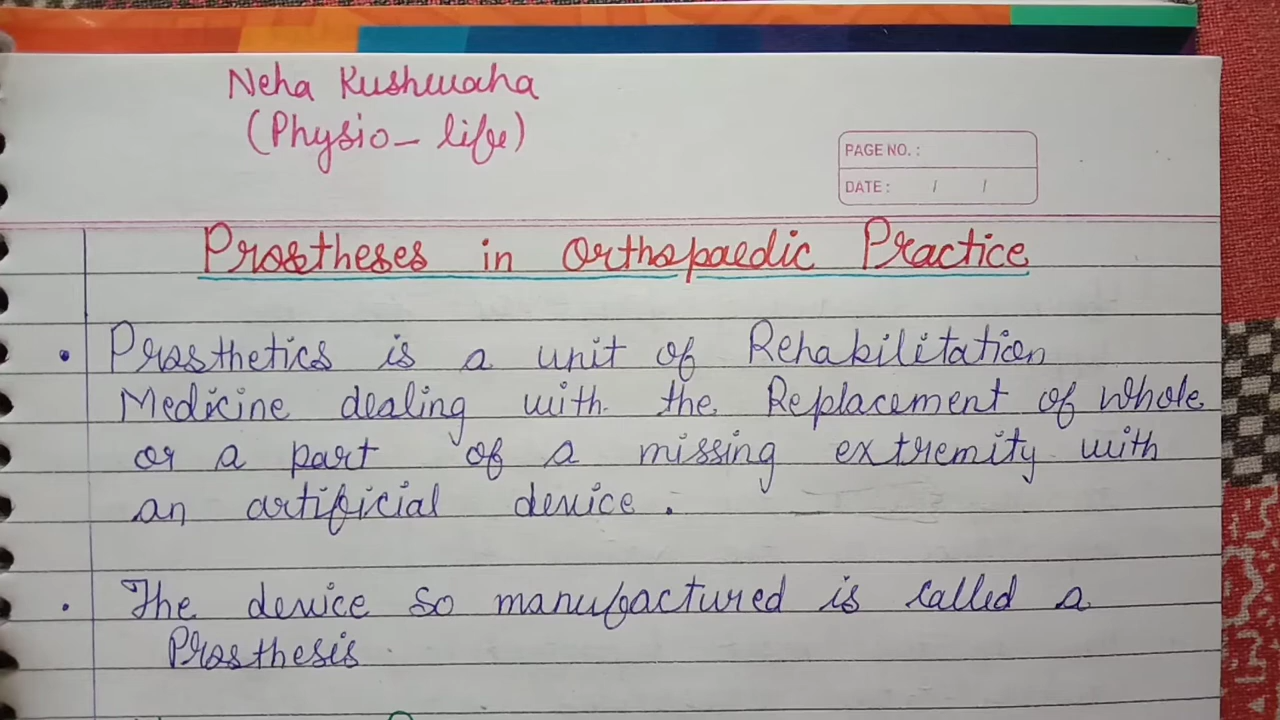 Neha Kushwaha
(Physio- life)
PAGE NO. :
DATE : / /
Prostheses in Orthopaedic Practice
• Prosthetics is a unit of Rehabilitation
Medicine dealing with the Replacement of whole
or a part of a missing extremity with
an artificial device.
• The device so manufactured is called a
Prosthesis